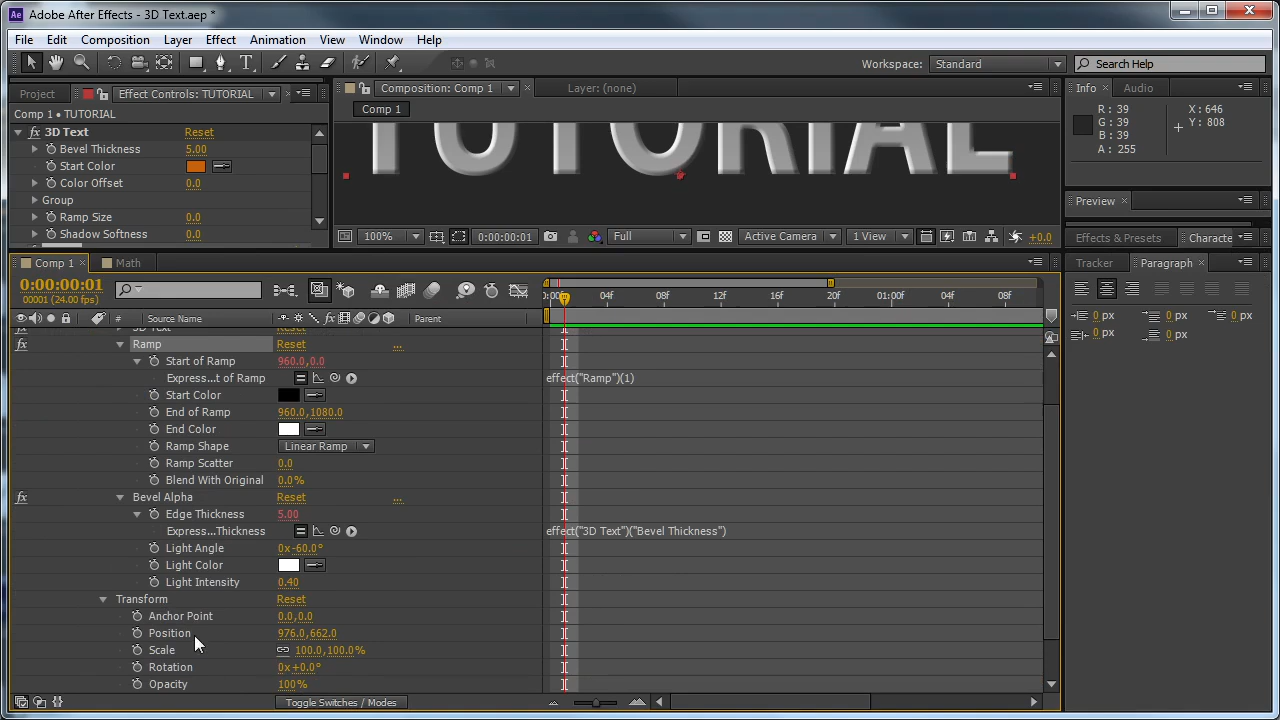 Adobe After Effects - 3D Text.aep *
File Edit Composition Layer Effect Animation View Window Help
Workspace: Standard Search Help
Project Effect Controls: TUTORIAL
Composition: Comp 1 Layer: (none)
Info Audio
Comp 1 • TUTORIAL
Comp 1
fx 3D Text Reset
Bevel Thickness 5.00
Start Color
Color Offset 0.0
Group
Ramp Size 0.0
Shadow Softness 0.0
TUTORIAL
R: 39 X: 646
G: 39 Y: 808
B: 39
A: 255
Preview
Effects & Presets Characte
100% 0:00:00:01 Full Active Camera 1 View +0.0
Comp 1 Math
Tracker Paragraph
0:00:00:01
00001 (24.00 fps)
0:00f 04f 08f 12f 16f 20f 01:00f 04f 08f
# Source Name Parent
0 px 0 px 0 px
0 px 0 px
3D Text Reset
fx Ramp Reset ...
Start of Ramp 960.0,0.0
Express...t of Ramp effect("Ramp")(1)
Start Color
End of Ramp 960.0,1080.0
End Color
Ramp Shape Linear Ramp
Ramp Scatter 0.0
Blend With Original 0.0%
fx Bevel Alpha Reset ...
Edge Thickness 5.00
Express...Thickness effect("3D Text")("Bevel Thickness")
Light Angle 0x-60.0°
Light Color
Light Intensity 0.40
Transform Reset
Anchor Point 0.0,0.0
Position 976.0,662.0
Scale 100.0,100.0%
Rotation 0x+0.0°
Opacity 100%
Toggle Switches / Modes